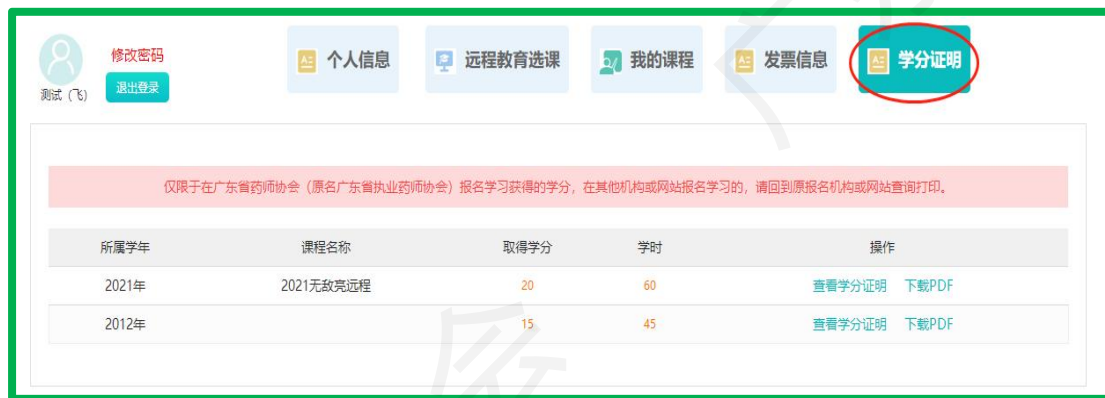 修改密码
测试（飞） 退出登录
个人信息 远程教育选课 我的课程 发票信息 学分证明
仅限于在广东省药师协会（原名广东省执业药师协会）报名学习获得的学分，在其他机构或网站报名学习的，请回到原报名机构或网站查询打印。
所属学年 课程名称 取得学分 学时 操作
2021年 2021无敌亮远程 20 60 查看学分证明 下载PDF
2012年 15 45 查看学分证明 下载PDF